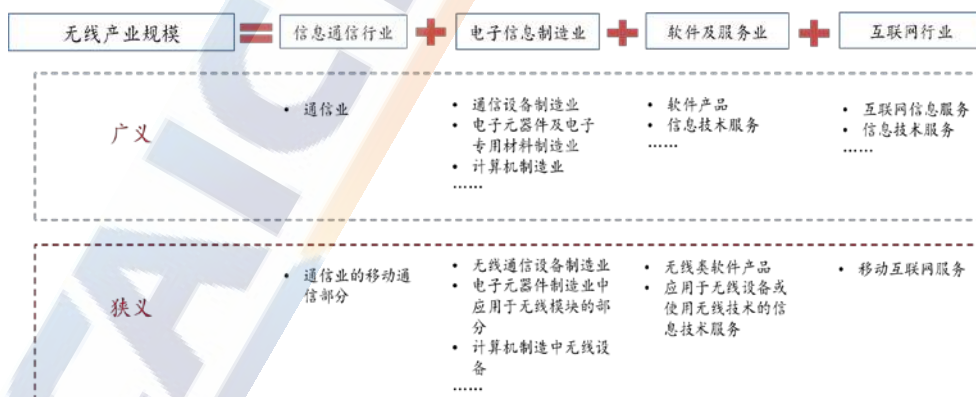 无线产业规模 = 信息通信行业 + 电子信息制造业 + 软件及服务业 + 互联网行业
广义
• 通信业
• 通信设备制造业
• 电子元器件及电子
专用材料制造业
• 计算机制造业
……
• 软件产品
• 信息技术服务
……
• 互联网信息服务
• 信息技术服务
……
狭义
• 通信业的移动通
信部分
• 无线通信设备制造业
• 电子元器件制造业中
应用于无线模块的部
分
• 计算机制造中无线设
备
……
• 无线类软件产品
• 应用于无线设备或
使用无线技术的信
息技术服务
• 移动互联网服务
CAICT